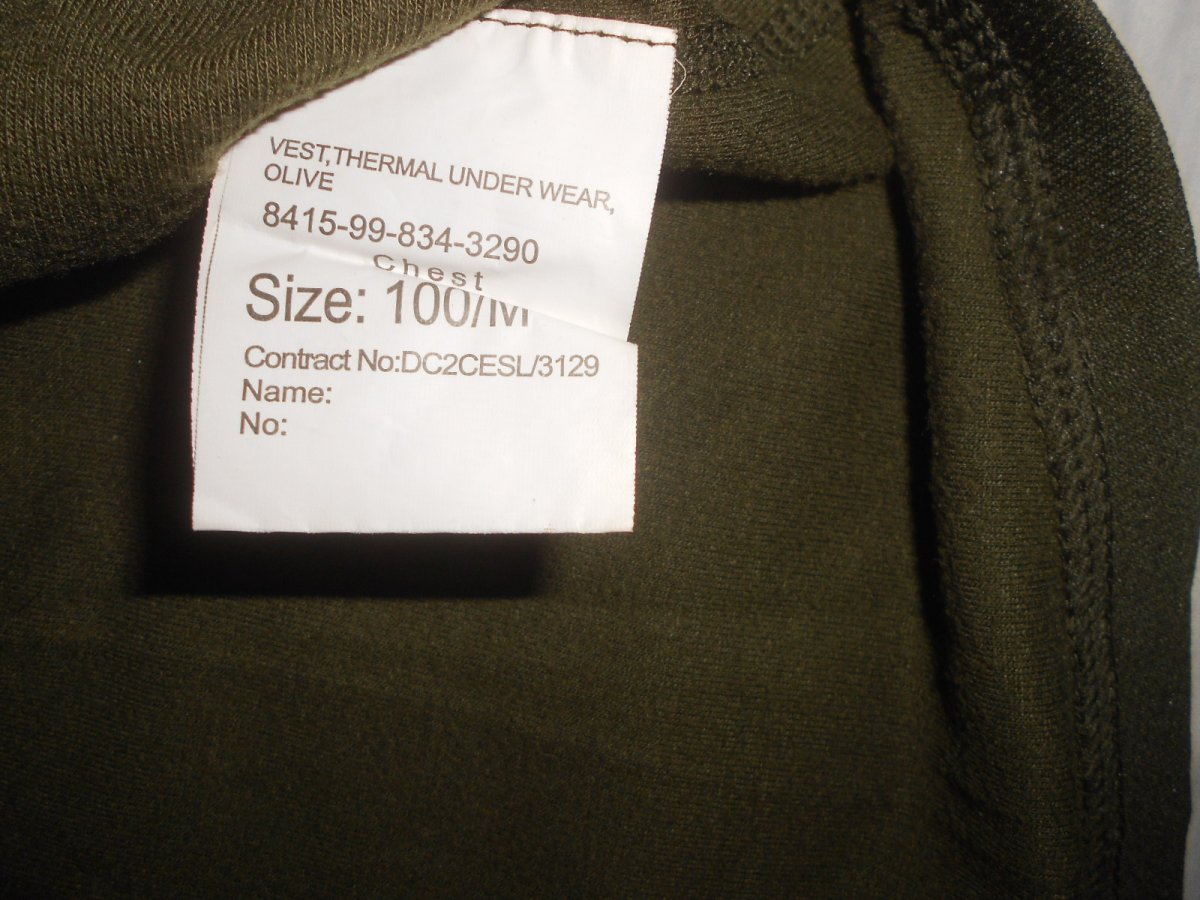 VEST,THERMAL UNDER WEAR,
OLIVE
8415-99-834-3290
Chest
Size: 100/M
Contract No:DC2CESL/3129
Name:
No: